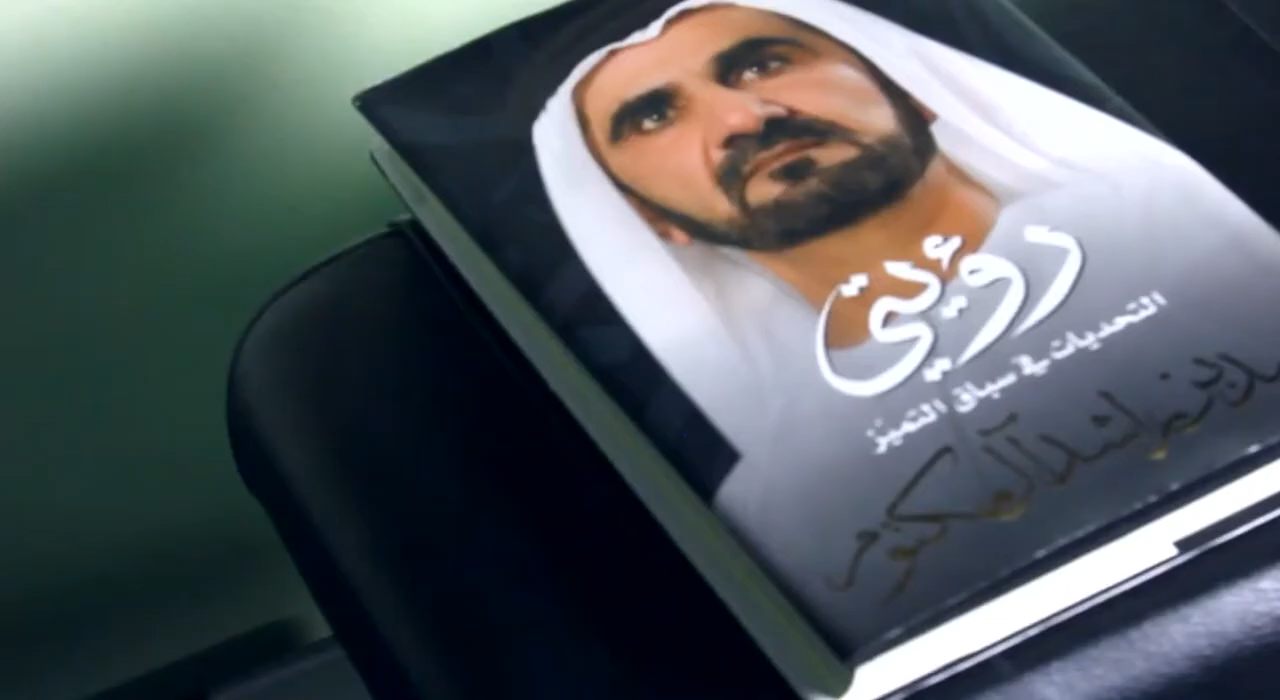 رؤيتي
التحديات في سباق التميز
بن راشد آل مكتوم